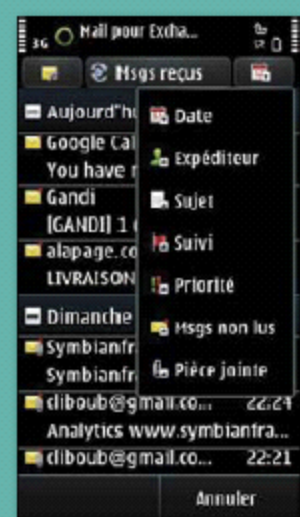 3G Mail pour Excha...
Msgs reçus
Aujourd'h
Date
Google Cal
You have
Expéditeur
Gandi
[GANDI] 1
Sujet
alapage.co
LIVRAISON
Suivi
Dimanche
Priorité
Symbianfr
Symbianfr
Msgs non lus
Pièce jointe
cliboub@gmail.co... 22:24
Analytics www.symbianfra...
cliboub@gmail.co... 22:21
Annuler